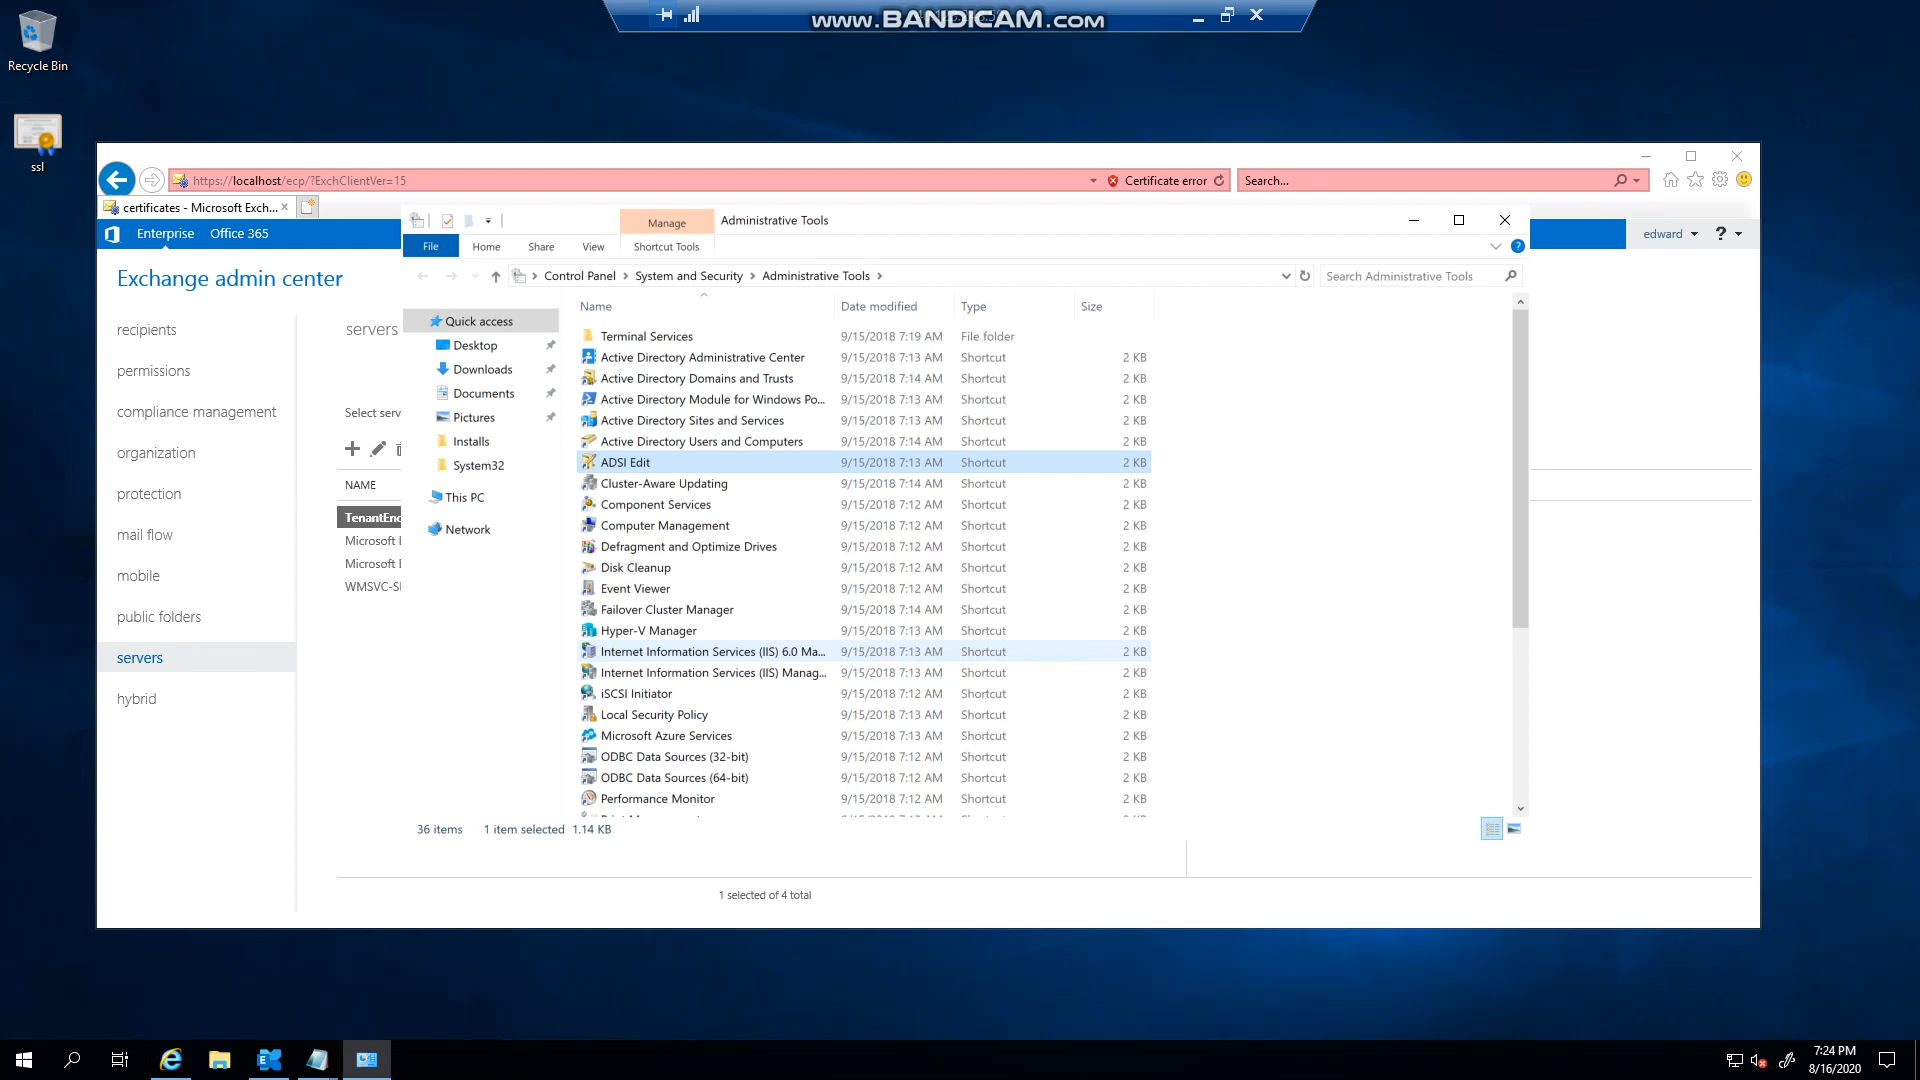 www.BANDICAM.com
Recycle Bin
ssl
https://localhost/ecp/?ExchClientVer=15
Certificate error
Search...
certificates - Microsoft Exch...
Enterprise
Office 365
edward
?
Exchange admin center
recipients
permissions
compliance management
organization
protection
mail flow
mobile
public folders
servers
hybrid
servers
Select serv
NAME
TenantEnc
Microsoft E
Microsoft E
Manage
Administrative Tools
File
Home
Share
View
Shortcut Tools
Control Panel
System and Security
Administrative Tools
Search Administrative Tools
Quick access
Desktop
Downloads
Documents
Pictures
Installs
System32
This PC
Network
Name
Date modified
Type
Size
Terminal Services 9/15/2018 7:19 AM File folder
Active Directory Administrative Center 9/15/2018 7:13 AM Shortcut 2 KB
Active Directory Domains and Trusts 9/15/2018 7:14 AM Shortcut 2 KB
Active Directory Module for Windows Po... 9/15/2018 7:13 AM Shortcut 2 KB
Active Directory Sites and Services 9/15/2018 7:13 AM Shortcut 2 KB
Active Directory Users and Computers 9/15/2018 7:14 AM Shortcut 2 KB
ADSI Edit 9/15/2018 7:13 AM Shortcut 2 KB
Cluster-Aware Updating 9/15/2018 7:14 AM Shortcut 2 KB
Component Services 9/15/2018 7:12 AM Shortcut 2 KB
Computer Management 9/15/2018 7:12 AM Shortcut 2 KB
Defragment and Optimize Drives 9/15/2018 7:12 AM Shortcut 2 KB
Disk Cleanup 9/15/2018 7:12 AM Shortcut 2 KB
Event Viewer 9/15/2018 7:12 AM Shortcut 2 KB
Failover Cluster Manager 9/15/2018 7:14 AM Shortcut 2 KB
Hyper-V Manager 9/15/2018 7:13 AM Shortcut 2 KB
Internet Information Services (IIS) 6.0 Ma... 9/15/2018 7:13 AM Shortcut 2 KB
Internet Information Services (IIS) Manag... 9/15/2018 7:13 AM Shortcut 2 KB
iSCSI Initiator 9/15/2018 7:12 AM Shortcut 2 KB
Local Security Policy 9/15/2018 7:13 AM Shortcut 2 KB
Microsoft Azure Services 9/15/2018 7:13 AM Shortcut 2 KB
ODBC Data Sources (32-bit) 9/15/2018 7:12 AM Shortcut 2 KB
ODBC Data Sources (64-bit) 9/15/2018 7:12 AM Shortcut 2 KB
Performance Monitor 9/15/2018 7:12 AM Shortcut 2 KB
36 items
1 item selected 1.14 KB
1 selected of 4 total
7:24 PM
8/16/2020